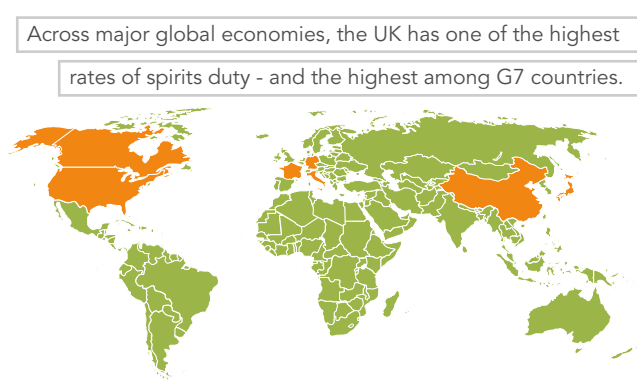 Across major global economies, the UK has one of the highest
rates of spirits duty - and the highest among G7 countries.